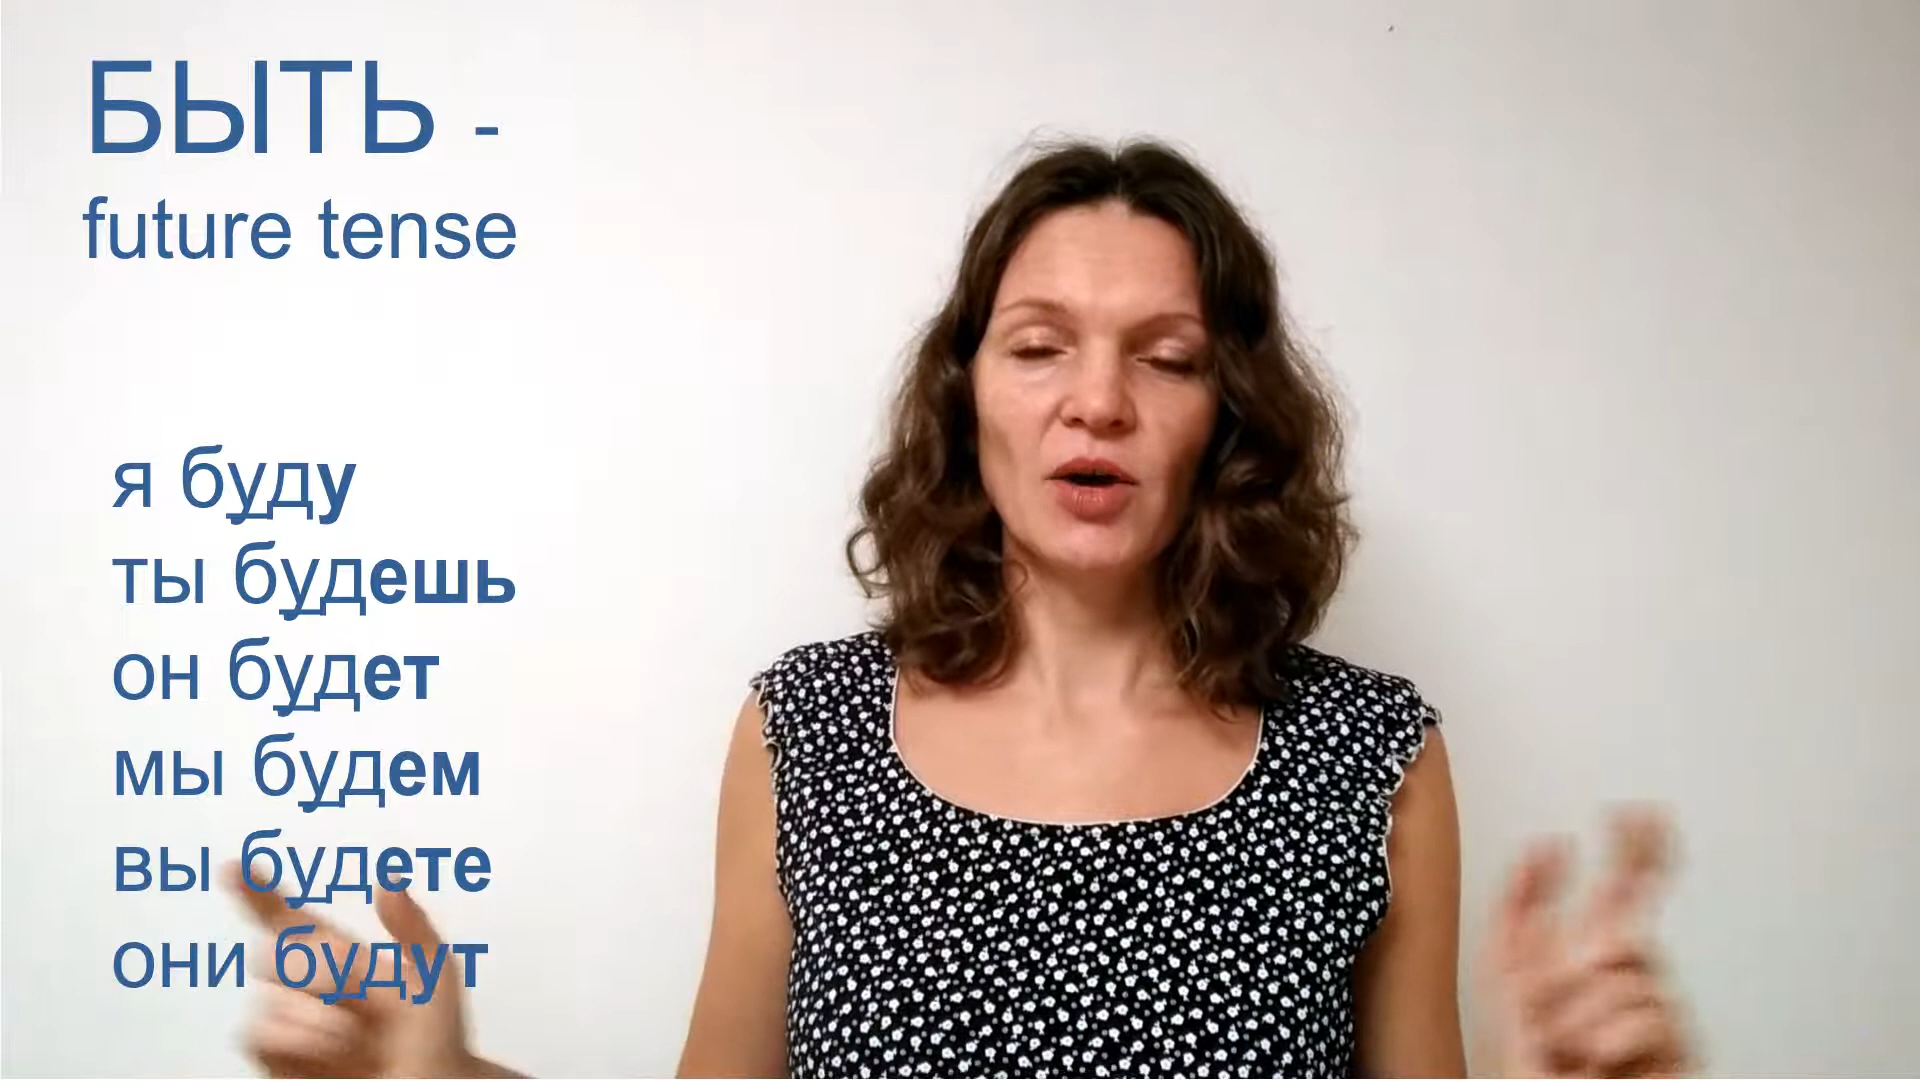 БЫТЬ -
future tense
я буду
ты будешь
он будет
мы будем
вы будете
они будут